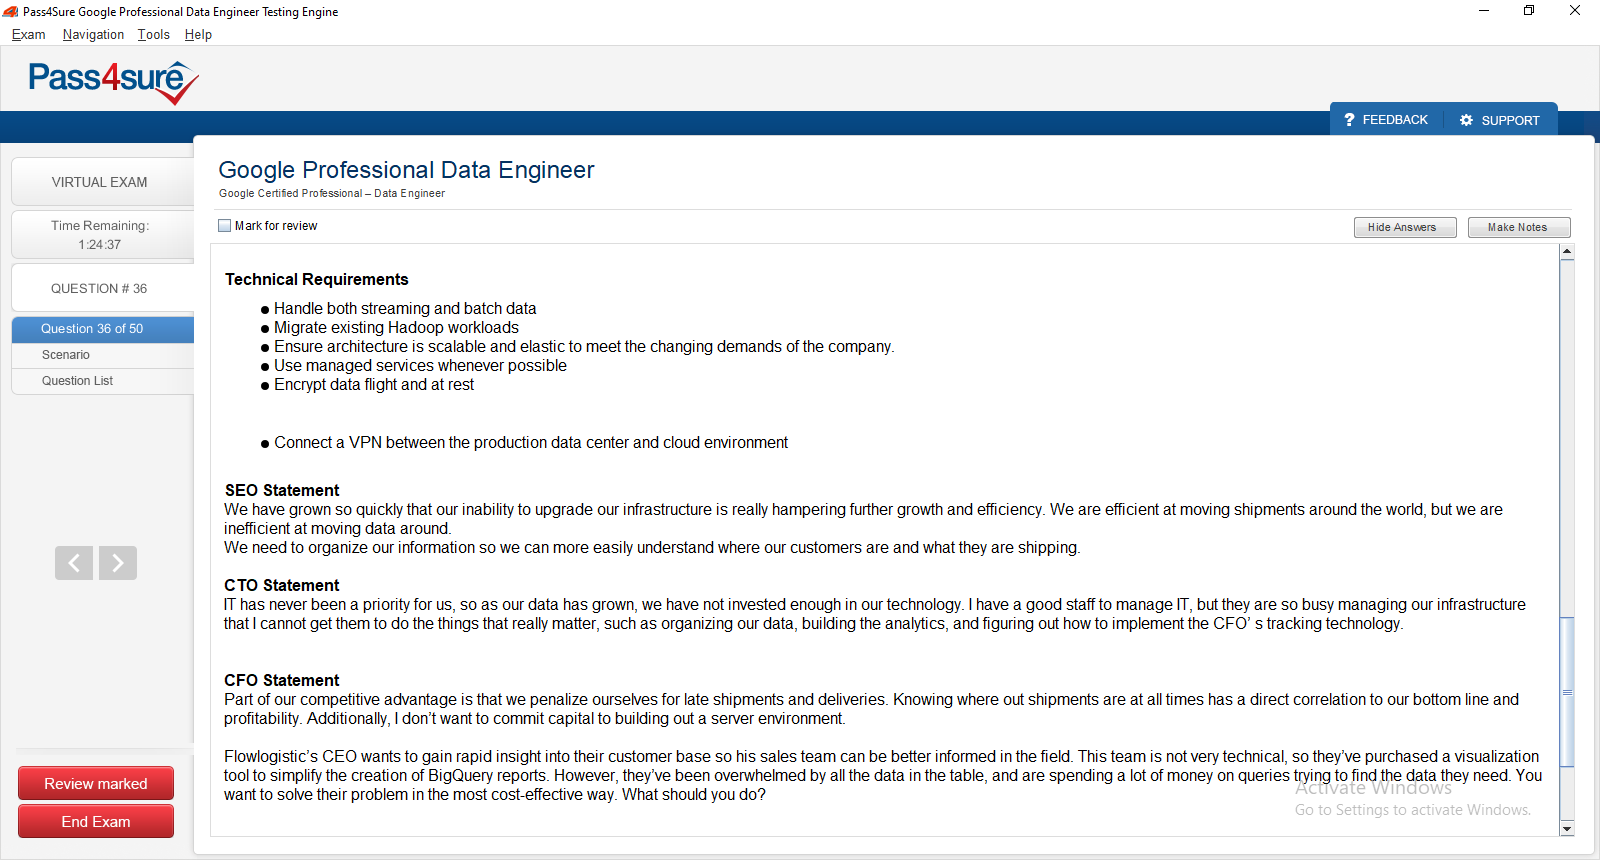 Pass4Sure Google Professional Data Engineer Testing Engine
Exam Navigation Tools Help
Pass4sure
? FEEDBACK SUPPORT
VIRTUAL EXAM
Time Remaining:
1:24:37
QUESTION # 36
Question 36 of 50
Scenario
Question List
Review marked
End Exam
Google Professional Data Engineer
Google Certified Professional – Data Engineer
Mark for review
Hide Answers
Make Notes
Technical Requirements
● Handle both streaming and batch data
● Migrate existing Hadoop workloads
● Ensure architecture is scalable and elastic to meet the changing demands of the company.
● Use managed services whenever possible
● Encrypt data flight and at rest
● Connect a VPN between the production data center and cloud environment
SEO Statement
We have grown so quickly that our inability to upgrade our infrastructure is really hampering further growth and efficiency. We are efficient at moving shipments around the world, but we are
inefficient at moving data around.
We need to organize our information so we can more easily understand where our customers are and what they are shipping.
CTO Statement
IT has never been a priority for us, so as our data has grown, we have not invested enough in our technology. I have a good staff to manage IT, but they are so busy managing our infrastructure
that I cannot get them to do the things that really matter, such as organizing our data, building the analytics, and figuring out how to implement the CFO' s tracking technology.
CFO Statement
Part of our competitive advantage is that we penalize ourselves for late shipments and deliveries. Knowing where out shipments are at all times has a direct correlation to our bottom line and
profitability. Additionally, I don't want to commit capital to building out a server environment.
Flowlogistic's CEO wants to gain rapid insight into their customer base so his sales team can be better informed in the field. This team is not very technical, so they've purchased a visualization
tool to simplify the creation of BigQuery reports. However, they've been overwhelmed by all the data in the table, and are spending a lot of money on queries trying to find the data they need. You
want to solve their problem in the most cost-effective way. What should you do?
Activate Windows
Go to Settings to activate Windows.